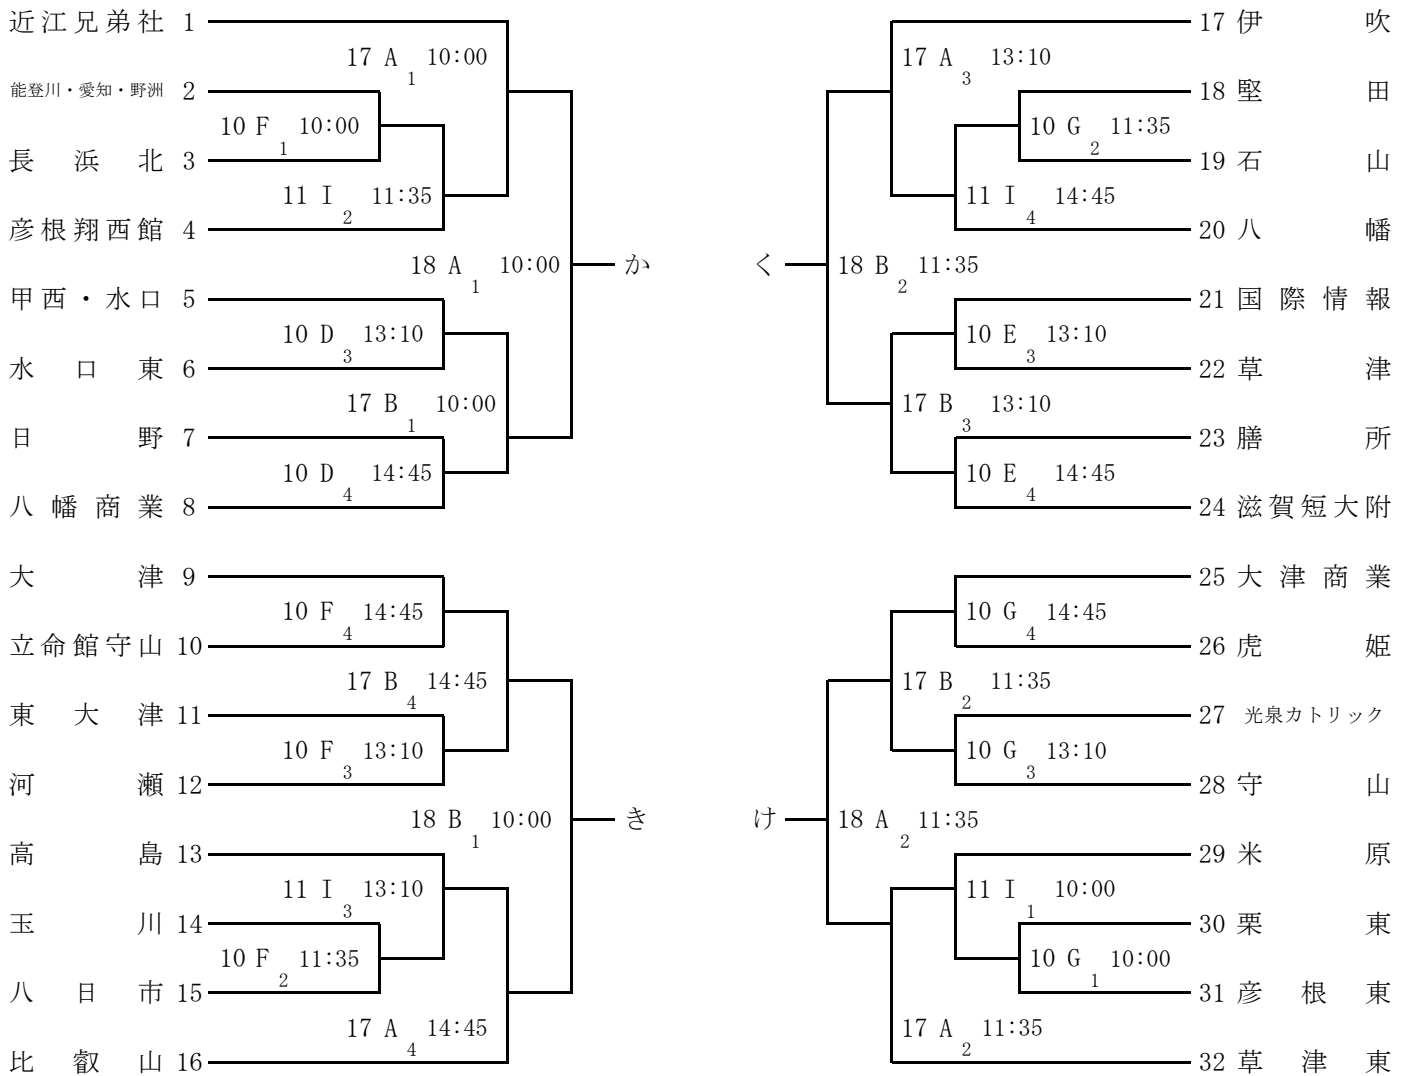 近江兄弟社 1
17 A 1 10:00
能登川・愛知・野洲 2
10 F 1 10:00
長浜北 3
11 I 2 11:35
彦根翔西館 4
18 A 1 10:00
か
甲西・水口 5
10 D 3 13:10
水口東 6
17 B 1 10:00
日野 7
10 D 4 14:45
八幡商業 8
大津 9
10 F 4 14:45
立命館守山 10
17 B 4 14:45
東大津 11
10 F 3 13:10
河瀬 12
18 B 1 10:00
き
高島 13
11 I 3 13:10
玉川 14
10 F 2 11:35
八日市 15
17 A 4 14:45
比叡山 16
17 伊吹
17 A 3 13:10
18 堅田
10 G 2 11:35
19 石山
11 I 4 14:45
20 八幡
く
18 B 2 11:35
21 国際情報
10 E 3 13:10
22 草津
17 B 3 13:10
23 膳所
10 E 4 14:45
24 滋賀短大附
25 大津商業
10 G 4 14:45
26 虎姫
17 B 2 11:35
27 光泉カトリック
10 G 3 13:10
28 守山
け
18 A 2 11:35
29 米原
11 I 1 10:00
30 栗東
10 G 1 10:00
31 彦根東
17 A 2 11:35
32 草津東